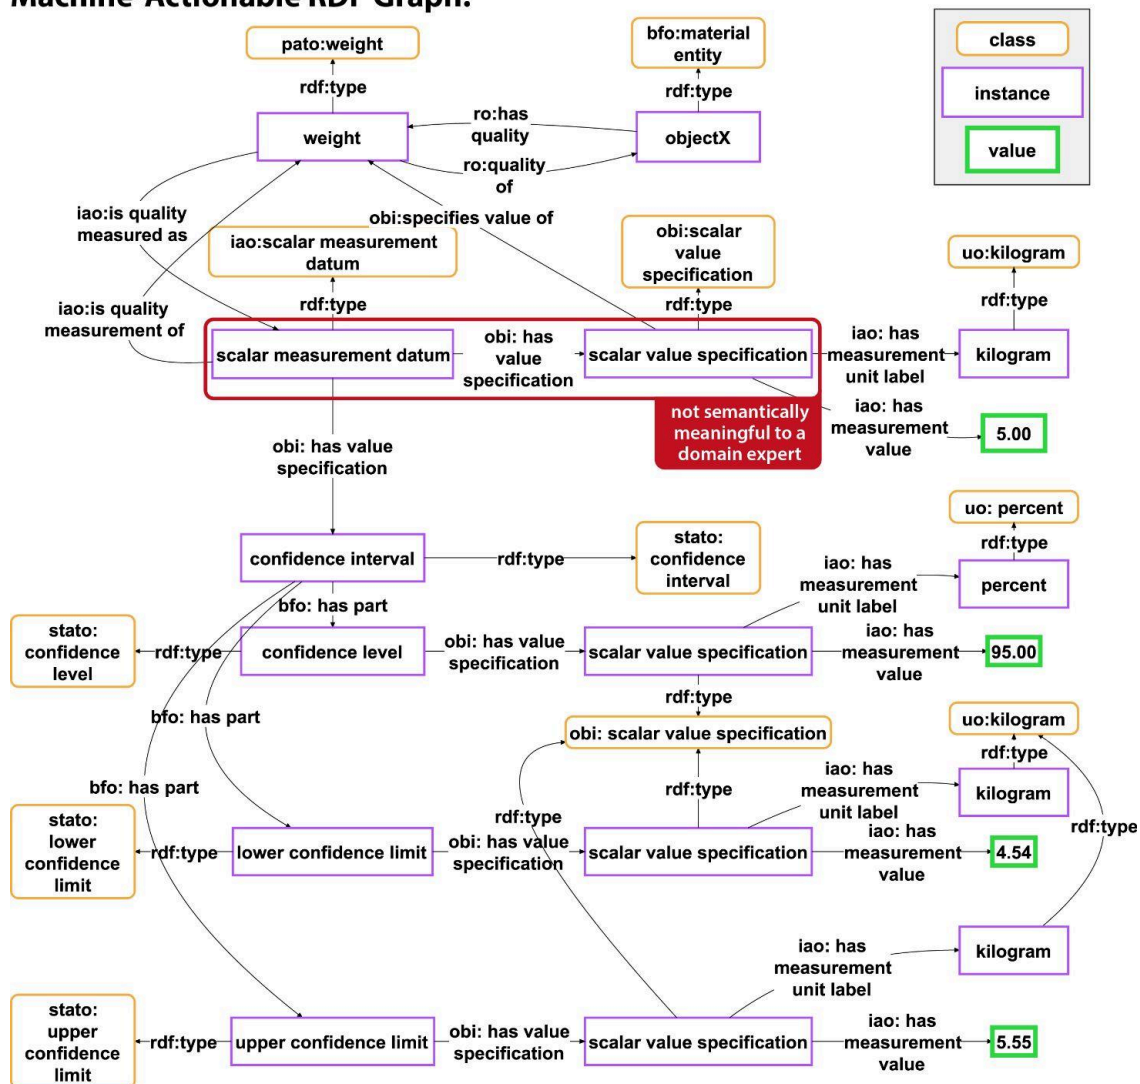 Machine-Actionable RDF Graph:
pato:weight
bfo:material
entity
class
instance
value
rdf:type
rdf:type
weight
ro:has
quality
objectX
ro:quality
of
iao:is quality
measured as
obi:specifies value of
iao:scalar measurement
datum
obi:scalar
value
specification
uo:kilogram
iao:is quality
measurement of
rdf:type
rdf:type
rdf:type
scalar measurement datum
obi: has
value
specification
scalar value specification
iao: has
measurement
unit label
kilogram
not semantically
meaningful to a
domain expert
iao: has
measurement
value
5.00
obi: has value
specification
uo: percent
confidence interval
rdf:type
stato:
confidence
interval
rdf:type
iao: has
measurement
unit label
percent
bfo: has part
stato:
confidence
level
rdf:type
confidence level
obi: has value
specification
scalar value specification
iao: has
measurement
value
95.00
rdf:type
bfo: has part
obi: scalar value specification
uo:kilogram
rdf:type
bfo: has part
rdf:type
iao: has
measurement
unit label
kilogram
rdf:type
rdf:type
stato:
lower
confidence
limit
rdf:type
lower confidence limit
obi: has value
specification
scalar value specification
iao: has
measurement
value
4.54
iao: has
measurement
unit label
kilogram
stato:
upper
confidence
limit
rdf:type
upper confidence limit
obi: has value
specification
scalar value specification
iao: has
measurement
value
5.55